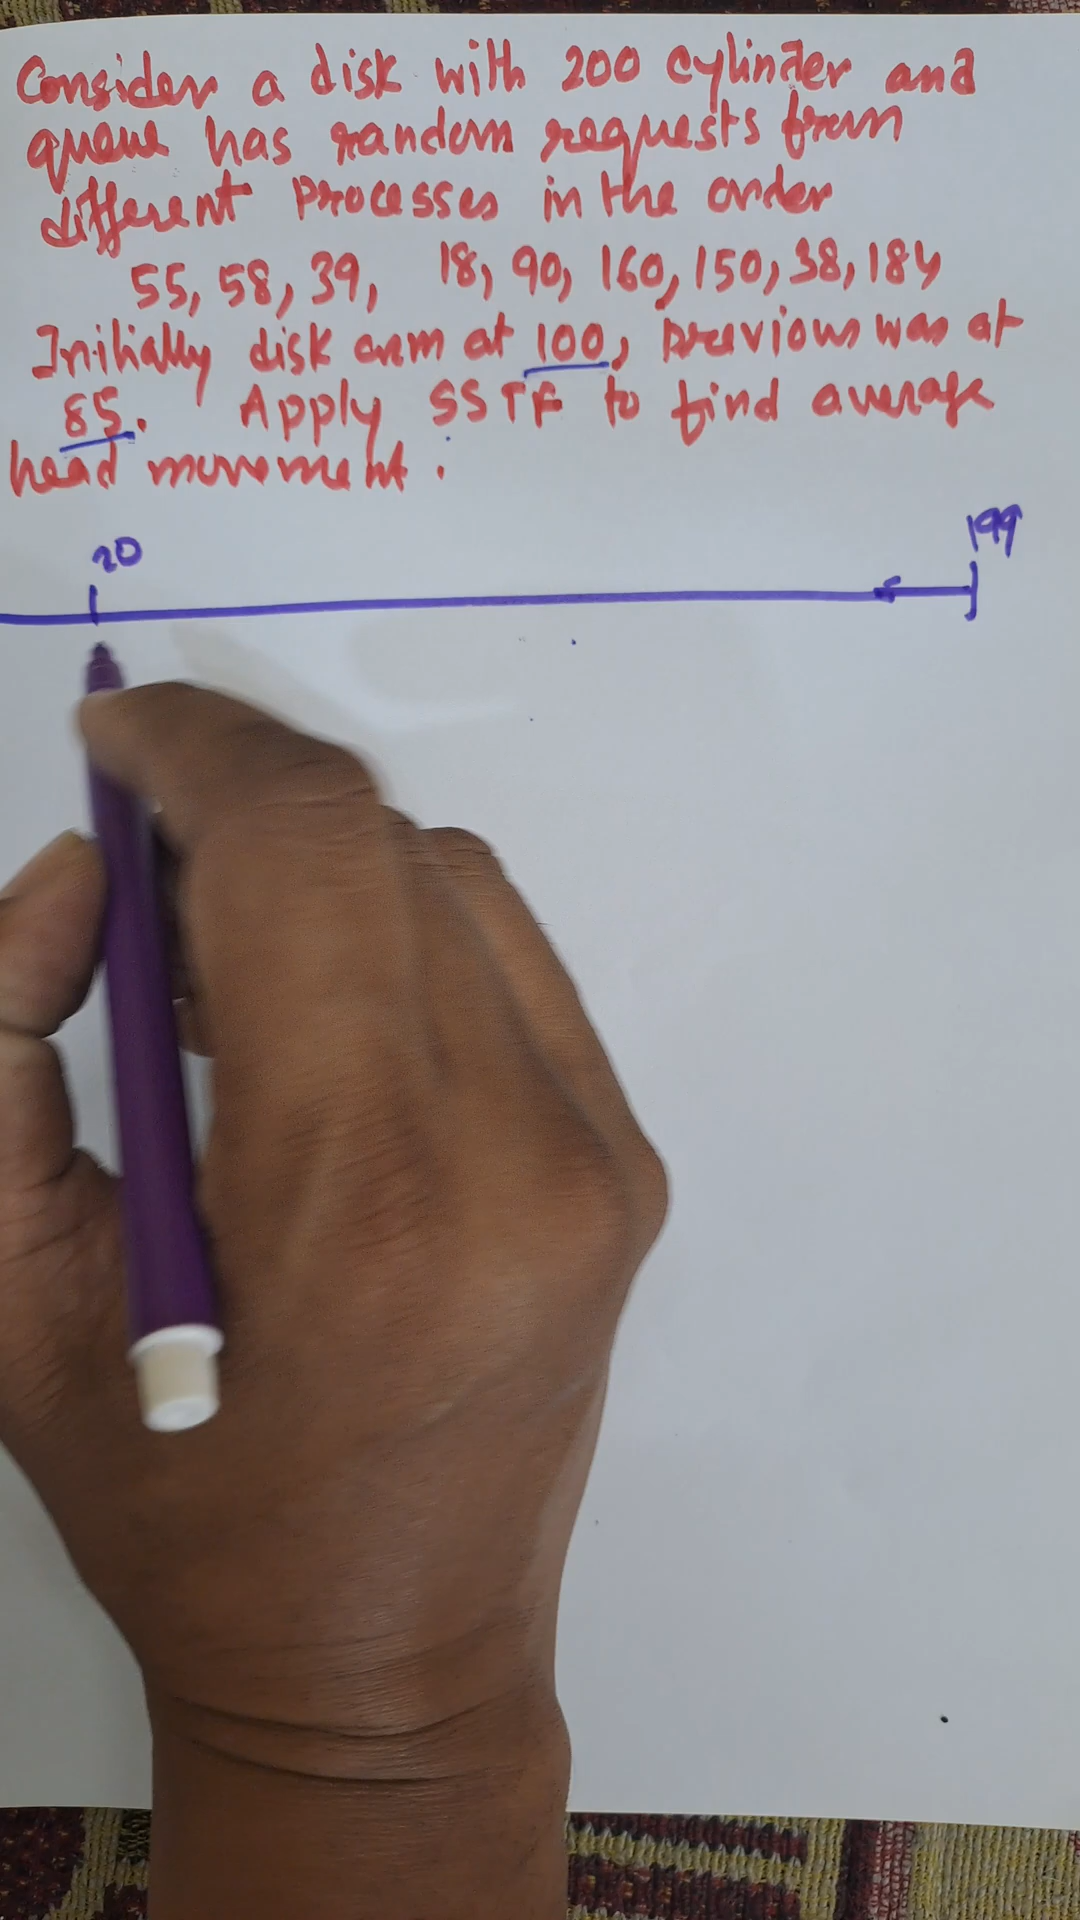 Consider a disk with 200 cylinder and
queue has random requests from
different processes in the order
55, 58, 39, 18, 90, 160, 150, 38, 184
Initially disk arm at 100, previous was at
85. Apply SSTF to find average
head movement.
20 199